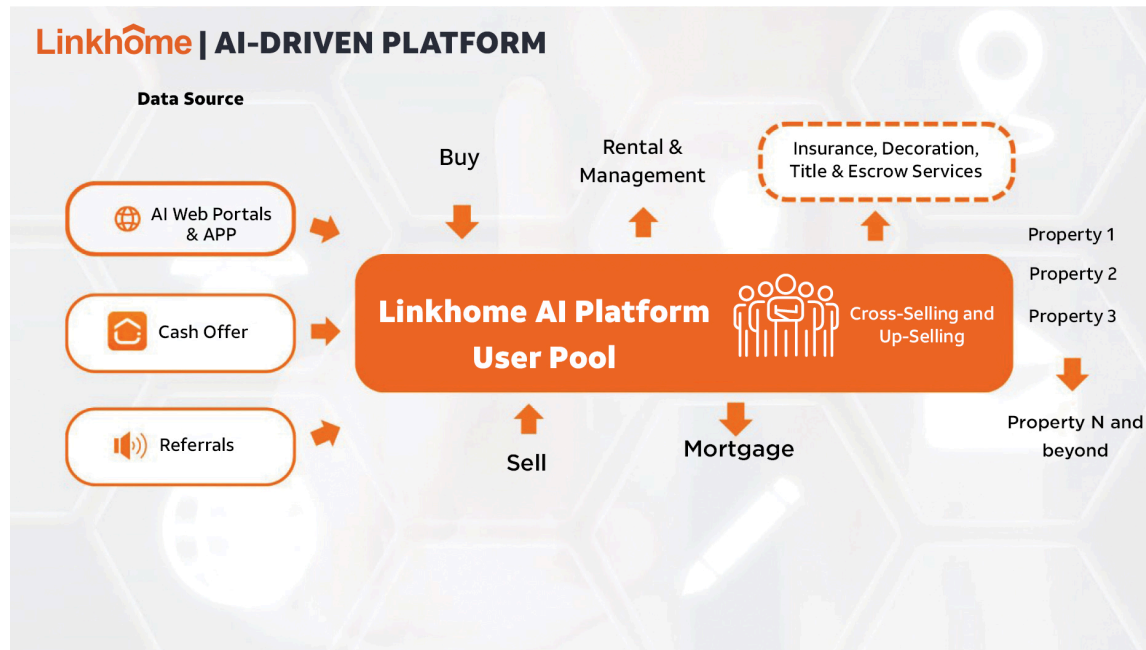 Linkhome | AI-DRIVEN PLATFORM
Data Source
AI Web Portals
& APP
Cash Offer
Referrals
Buy
Rental &
Management
Insurance, Decoration,
Title & Escrow Services
Linkhome AI Platform
User Pool
Cross-Selling and
Up-Selling
Sell
Mortgage
Property 1
Property 2
Property 3
Property N and
beyond